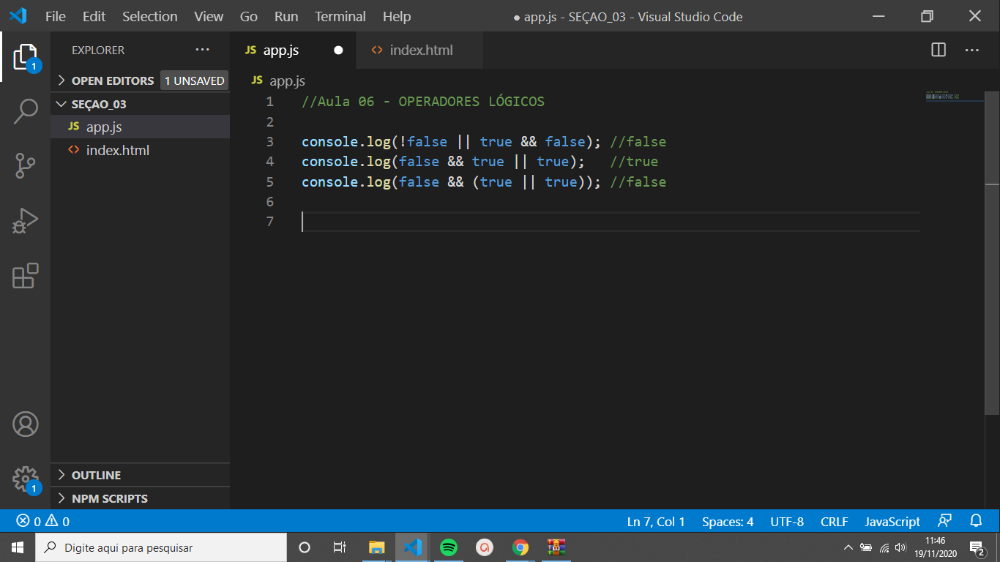 File Edit Selection View Go Run Terminal Help ● app.js - SEÇAO_03 - Visual Studio Code
1
EXPLORER ···
OPEN EDITORS 1 UNSAVED
SEÇAO_03
JS app.js
<> index.html
JS app.js ● <> index.html
JS app.js
1 //Aula 06 - OPERADORES LÓGICOS
2
3 console.log(!false || true && false); //false
4 console.log(false && true || true);   //true
5 console.log(false && (true || true)); //false
6
7
OUTLINE
NPM SCRIPTS
1
0 0 Ln 7, Col 1 Spaces: 4 UTF-8 CRLF JavaScript
Digite aqui para pesquisar
11:46
19/11/2020
2